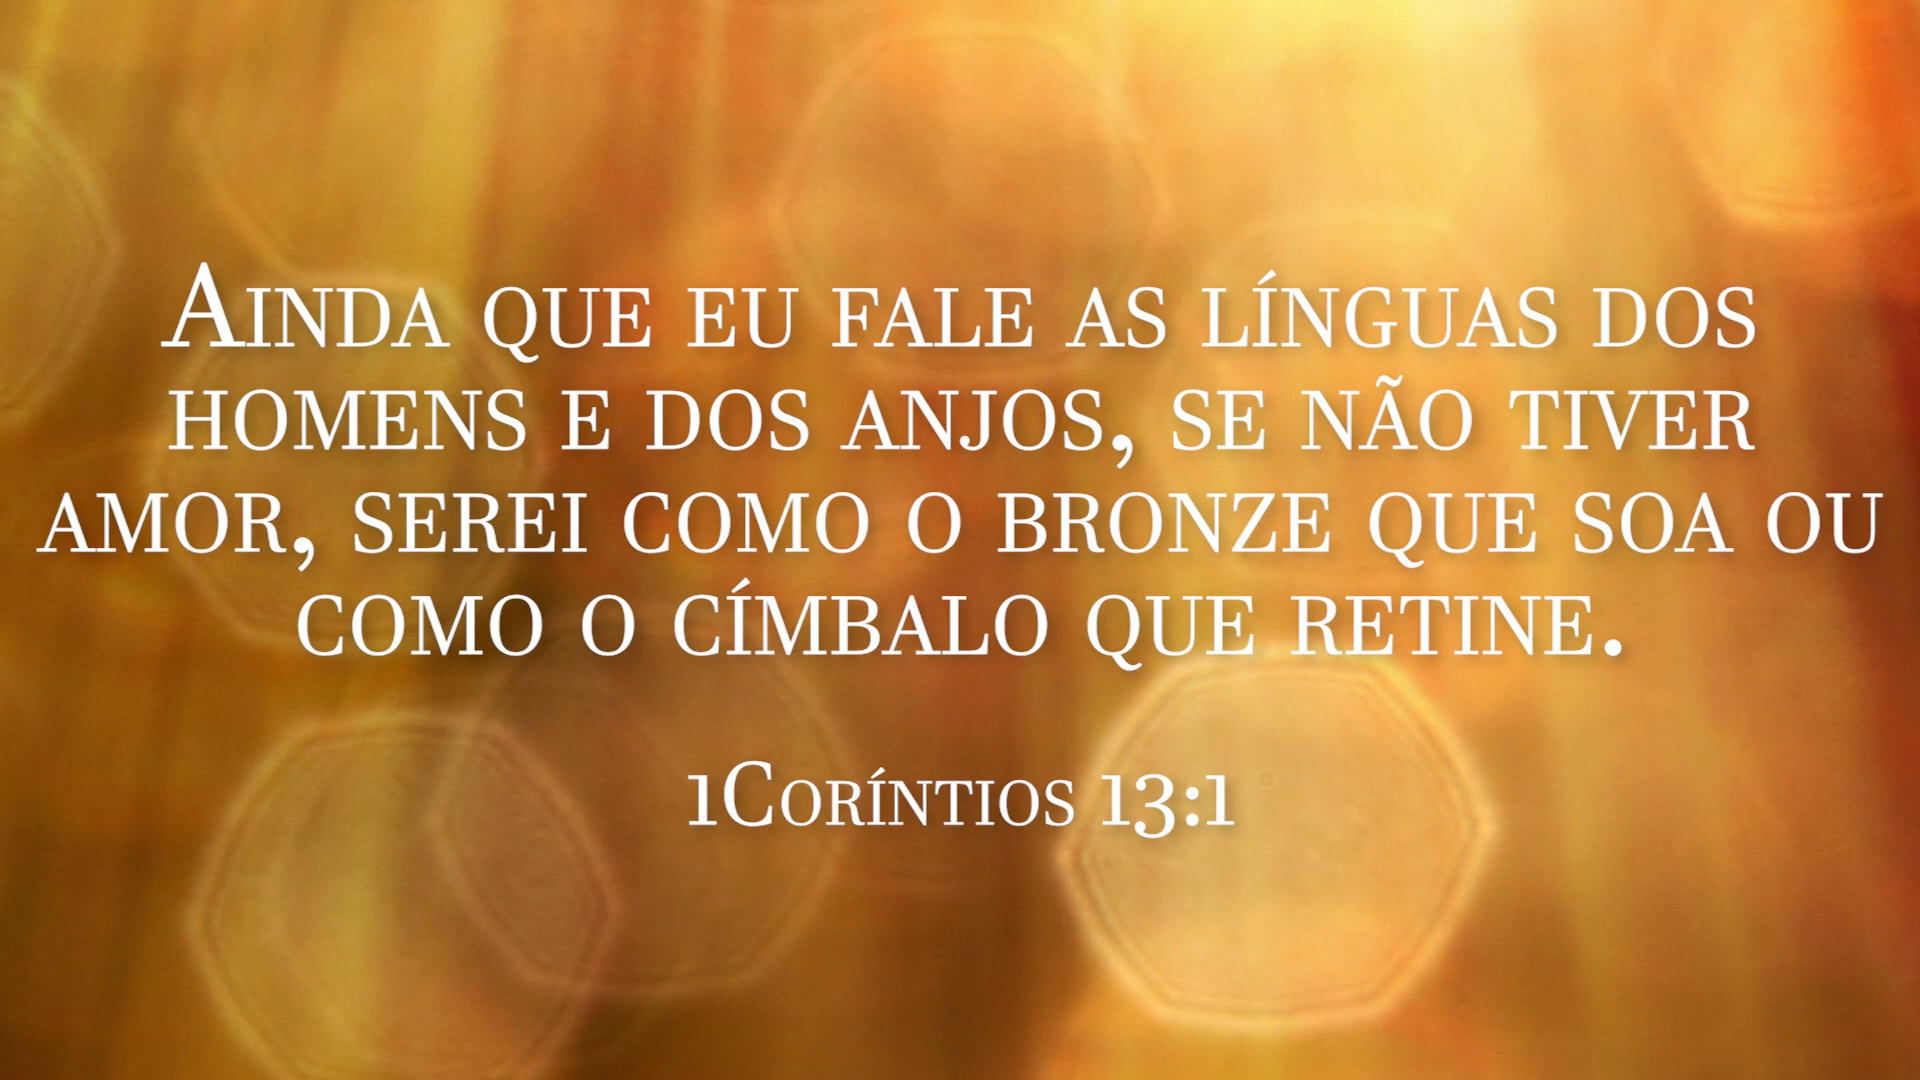 Ainda que eu fale as línguas dos
homens e dos anjos, se não tiver
amor, serei como o bronze que soa ou
como o címbalo que retine.
1Coríntios 13:1